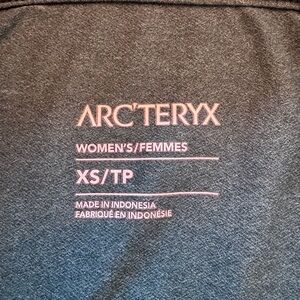 ARC'TERYX
WOMEN'S/FEMMES
XS/TP
MADE IN INDONESIA
FABRIQUÉ EN INDONÉSIE